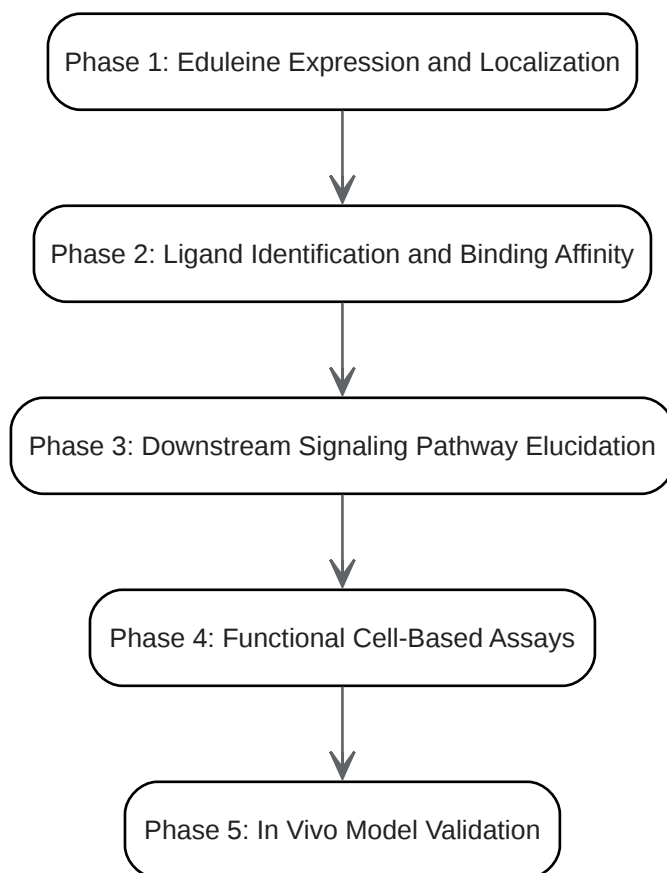 Phase 1: Eduleine Expression and Localization
Phase 2: Ligand Identification and Binding Affinity
Phase 3: Downstream Signaling Pathway Elucidation
Phase 4: Functional Cell-Based Assays
Phase 5: In Vivo Model Validation